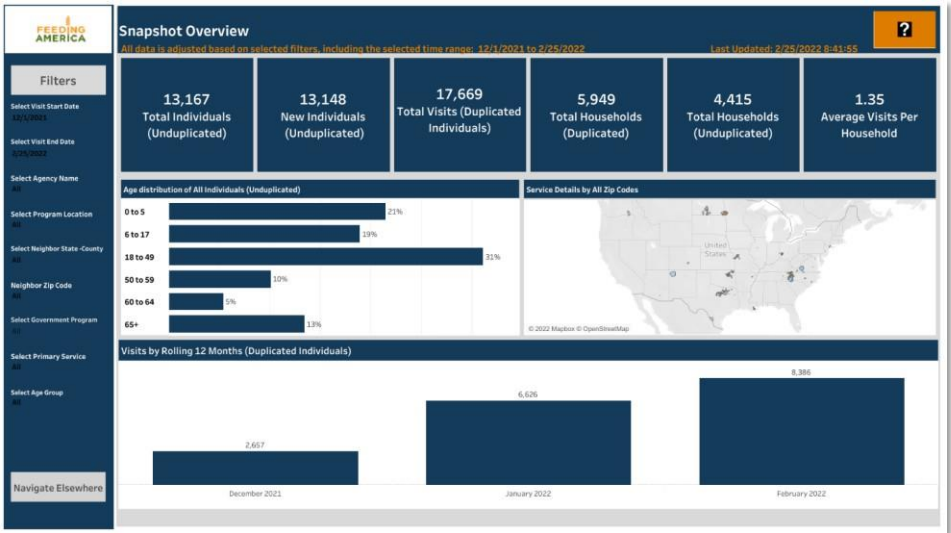 FEEDING
AMERICA
Snapshot Overview
All data is adjusted based on selected filters, including the selected time range: 12/1/2021 to 2/25/2022
Last Updated: 2/25/2022 8:41:55
?
Filters
Select Visit Start Date
12/1/2021
Select Visit End Date
2/25/2022
Select Agency Name
All
Select Program Location
All
Select Neighbor State -County
All
Neighbor Zip Code
All
Select Government Program
All
Select Primary Service
All
Select Age Group
All
Navigate Elsewhere
13,167
Total Individuals
(Unduplicated)
13,148
New Individuals
(Unduplicated)
17,669
Total Visits (Duplicated
Individuals)
5,949
Total Households
(Duplicated)
4,415
Total Households
(Unduplicated)
1.35
Average Visits Per
Household
Age distribution of All Individuals (Unduplicated)
0 to 5
21%
6 to 17
19%
18 to 49
31%
50 to 59
10%
60 to 64
5%
65+
13%
Service Details by All Zip Codes
United
States
© 2022 Mapbox © OpenStreetMap
Visits by Rolling 12 Months (Duplicated Individuals)
2,657
6,626
8,386
December 2021
January 2022
February 2022